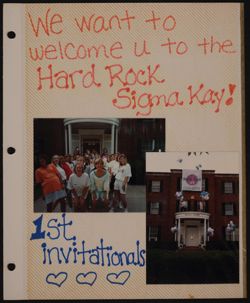 We want to
welcome u to the
Hard Rock
Sigma Kay!
1st
invitationals